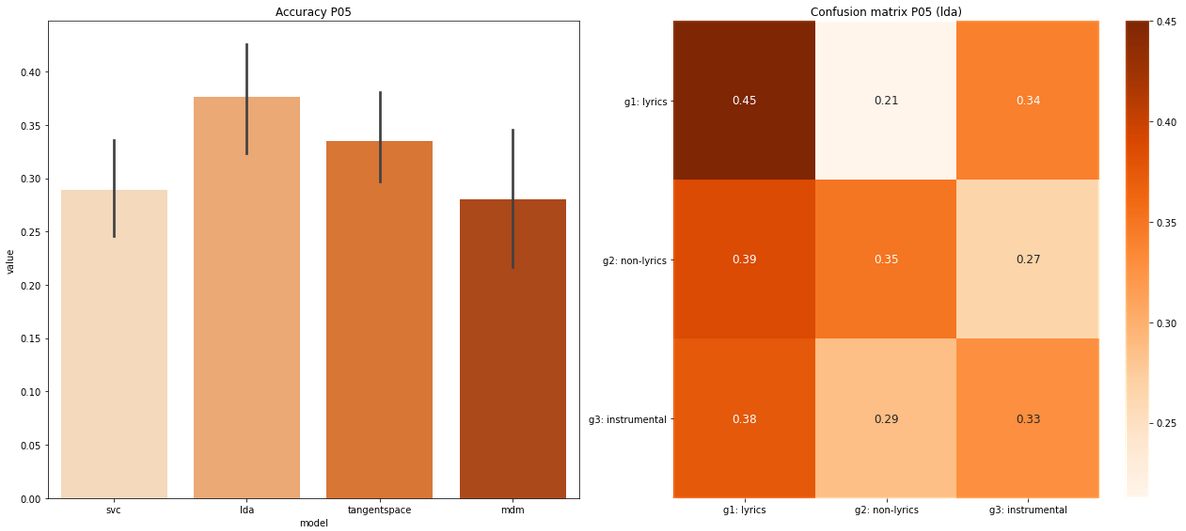 Accuracy P05
value
0.40
0.35
0.30
0.25
0.20
0.15
0.10
0.05
0.00
svc lda tangentspace mdm
model
Confusion matrix P05 (lda)
g1: lyrics 0.45 0.21 0.34
g2: non-lyrics 0.39 0.35 0.27
g3: instrumental 0.38 0.29 0.33
g1: lyrics g2: non-lyrics g3: instrumental
0.45
0.40
0.35
0.30
0.25